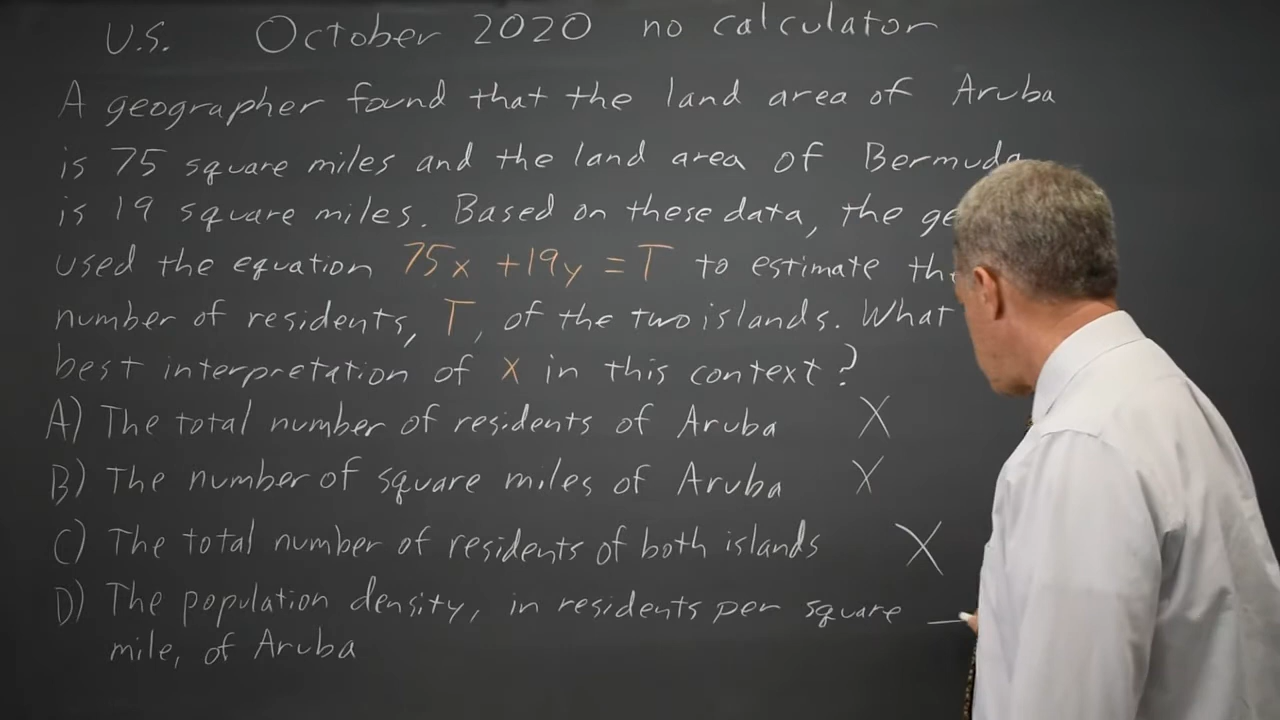 U.S. October 2020 no calculator
A geographer found that the land area of Aruba
is 75 square miles and the land area of Bermuda
is 19 square miles. Based on these data, the ge
used the equation 75x + 19y = T to estimate the
number of residents, T, of the two islands. What
best interpretation of x in this context?
A) The total number of residents of Aruba X
B) The number of square miles of Aruba X
C) The total number of residents of both islands X
D) The population density, in residents per square
mile, of Aruba